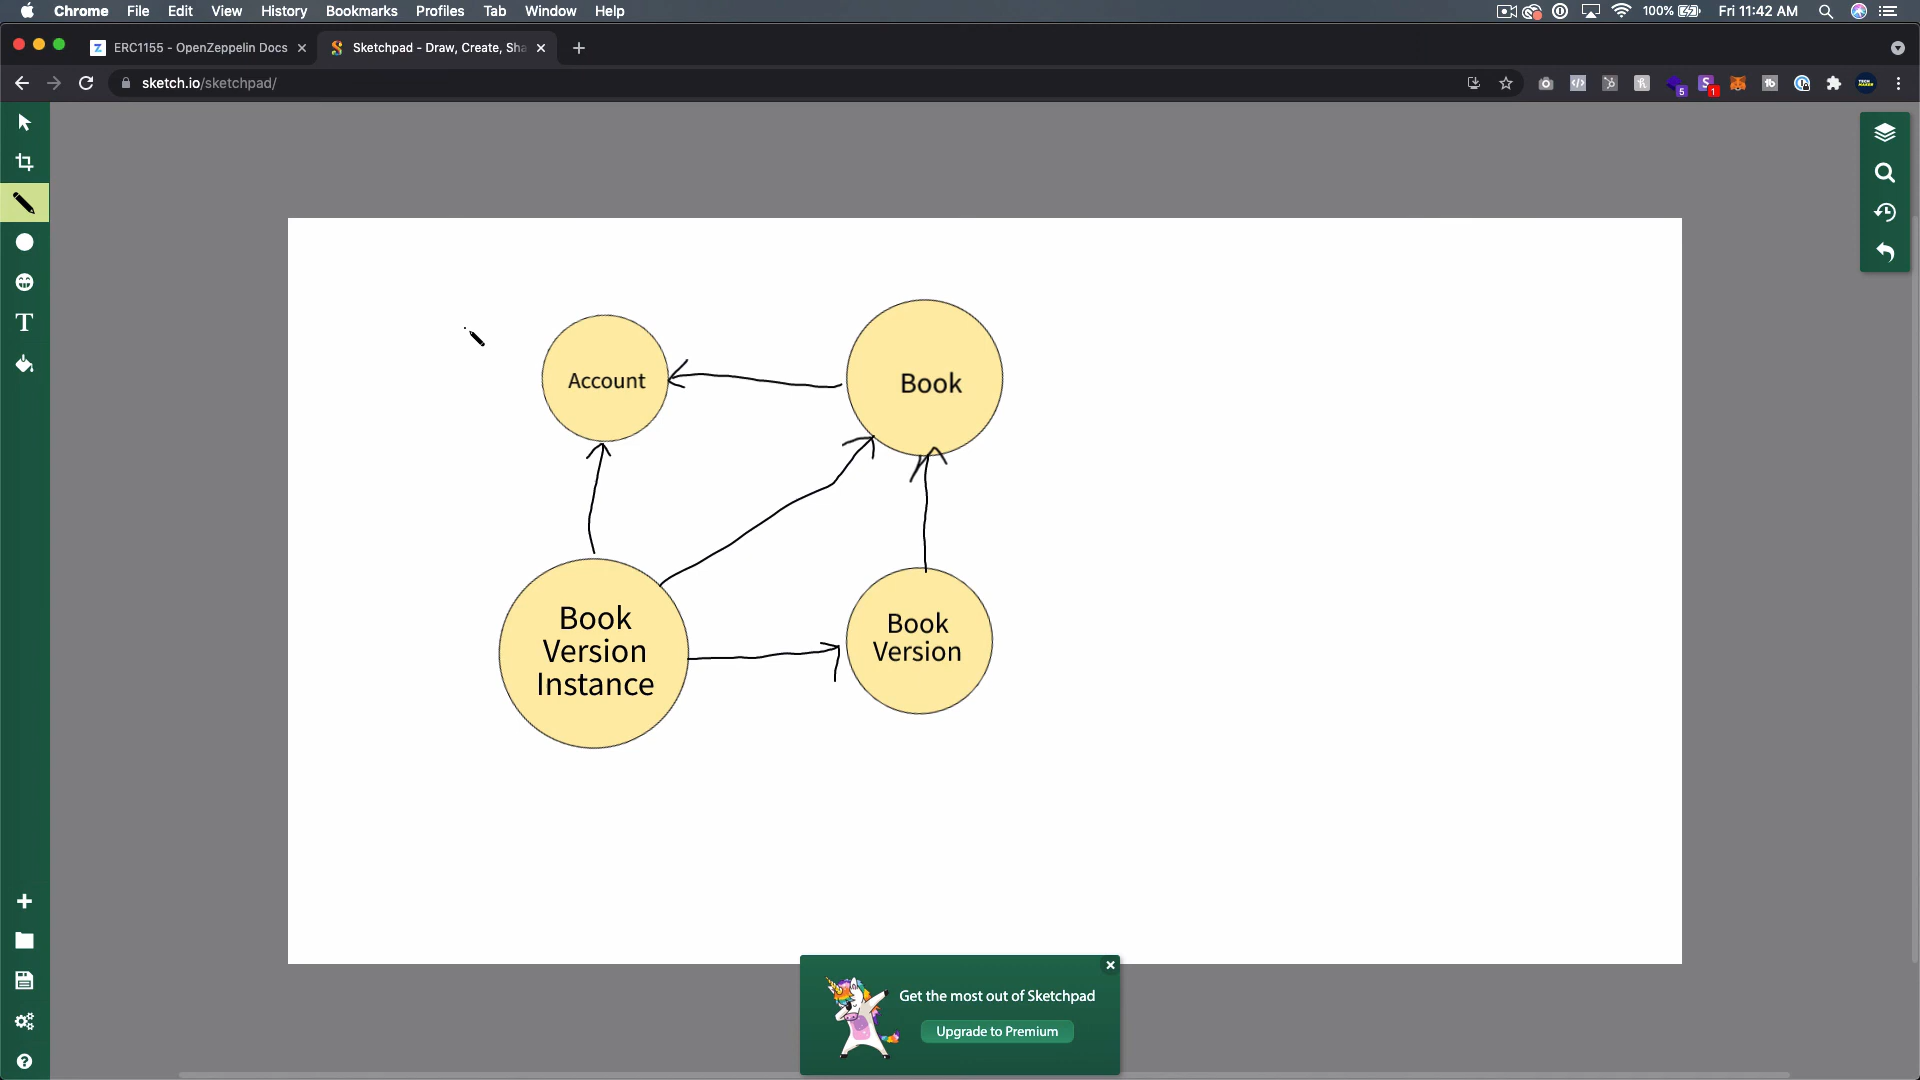 Chrome File Edit View History Bookmarks Profiles Tab Window Help 100% Fri 11:42 AM
ERC1155 - OpenZeppelin Docs Sketchpad - Draw, Create, Sha
sketch.io/sketchpad/
5 1
T
Account
Book
Book
Version
Instance
Book
Version
Get the most out of Sketchpad
Upgrade to Premium